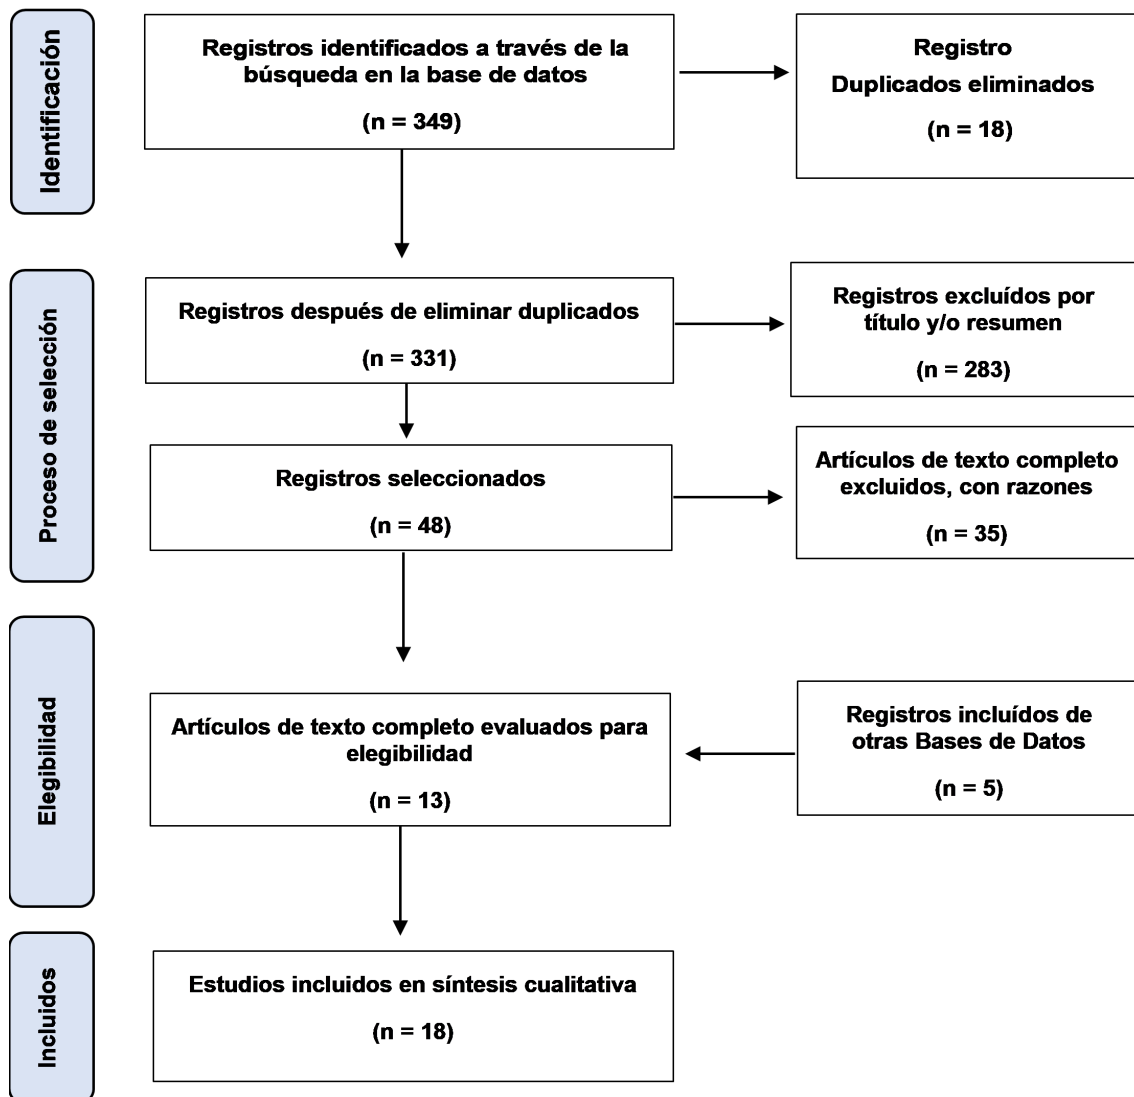 Identificación
Registros identificados a través de la
búsqueda en la base de datos
(n = 349)
Registro
Duplicados eliminados
(n = 18)
Proceso de selección
Registros después de eliminar duplicados
(n = 331)
Registros excluídos por
título y/o resumen
(n = 283)
Registros seleccionados
(n = 48)
Artículos de texto completo
excluidos, con razones
(n = 35)
Elegibilidad
Artículos de texto completo evaluados para
elegibilidad
(n = 13)
Registros incluídos de
otras Bases de Datos
(n = 5)
Incluidos
Estudios incluidos en síntesis cualitativa
(n = 18)